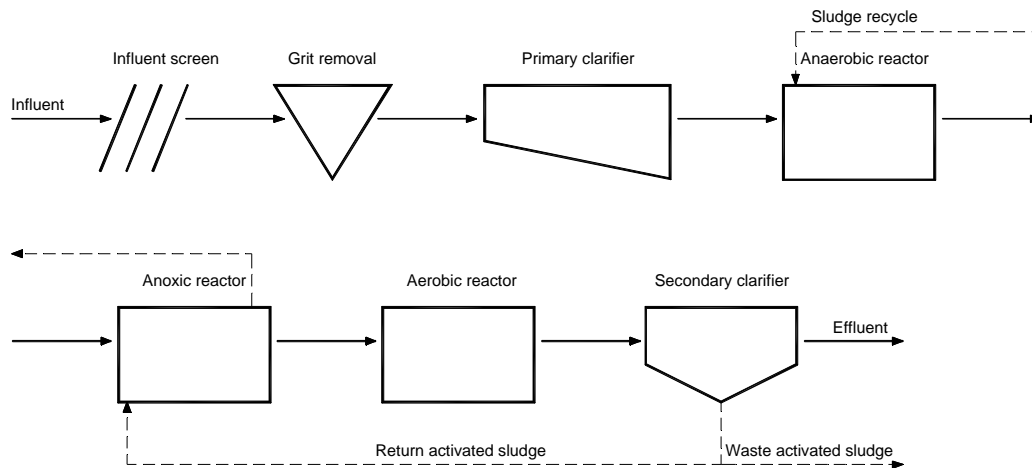 Sludge recycle
Influent screen
Grit removal
Primary clarifier
Anaerobic reactor
Influent
Anoxic reactor
Aerobic reactor
Secondary clarifier
Effluent
Return activated sludge
Waste activated sludge